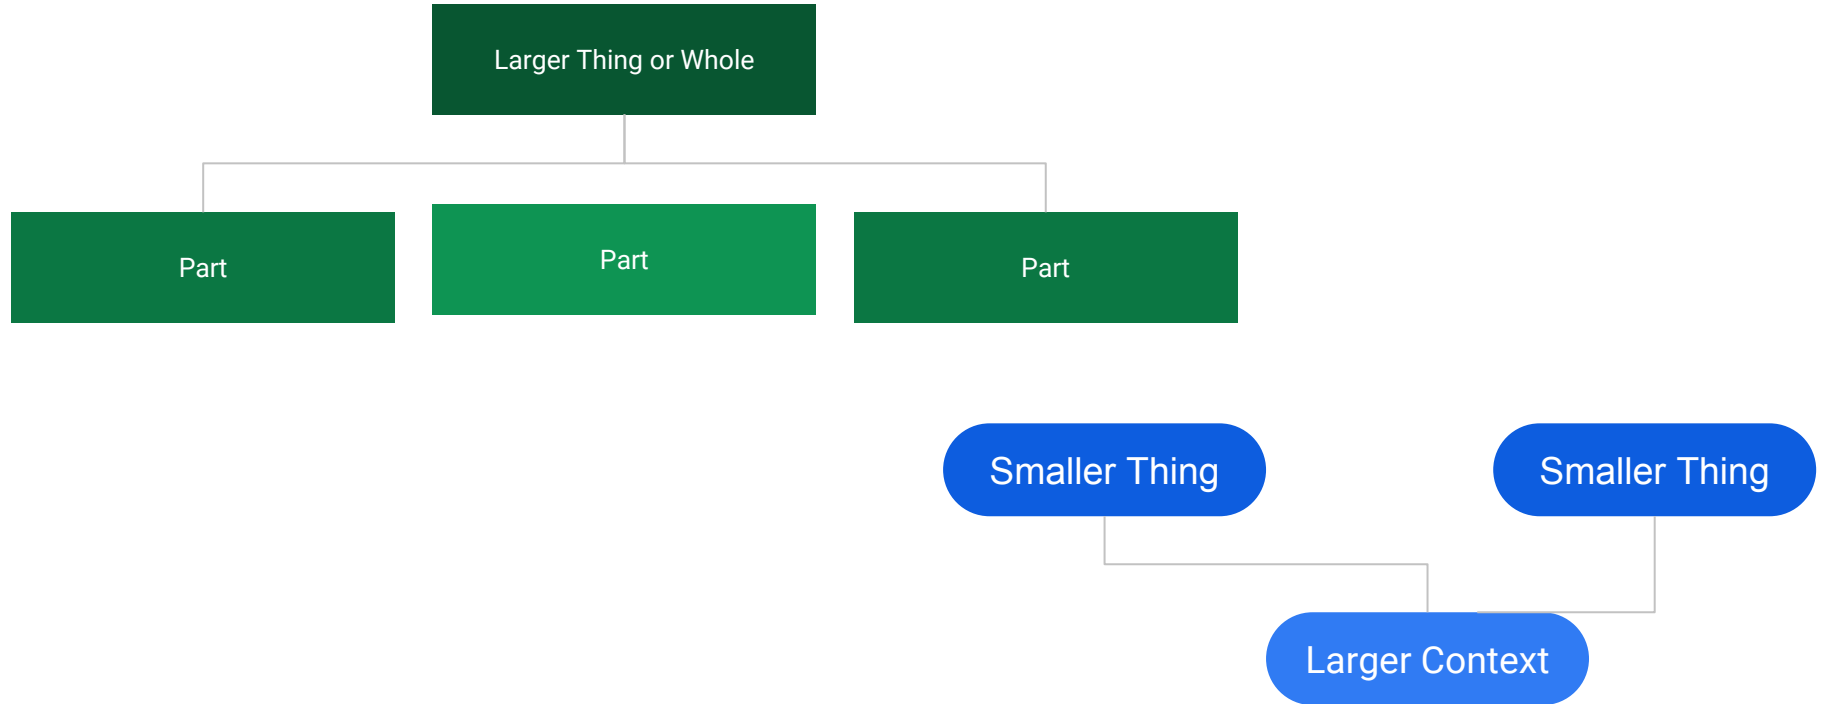 Larger Thing or Whole
Part
Part
Part
Smaller Thing
Smaller Thing
Larger Context